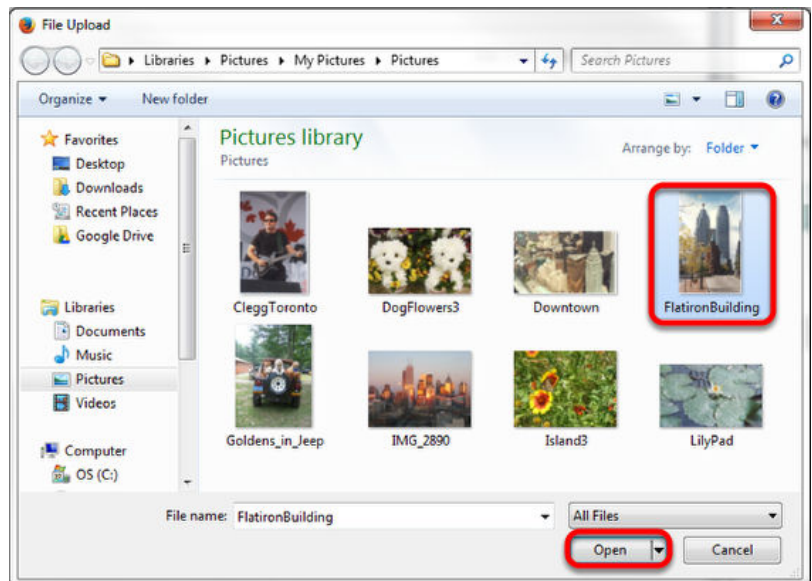 File Upload
Libraries Pictures My Pictures Pictures
Search Pictures
Organize
New folder
Favorites
Desktop
Downloads
Recent Places
Google Drive
Libraries
Documents
Music
Pictures
Videos
Computer
OS (C:)
Pictures library
Pictures
Arrange by: Folder
CleggToronto DogFlowers3 Downtown FlatironBuilding
Goldens_in_Jeep IMG_2890 Island3 LilyPad
File name: FlatironBuilding
All Files
Open Cancel